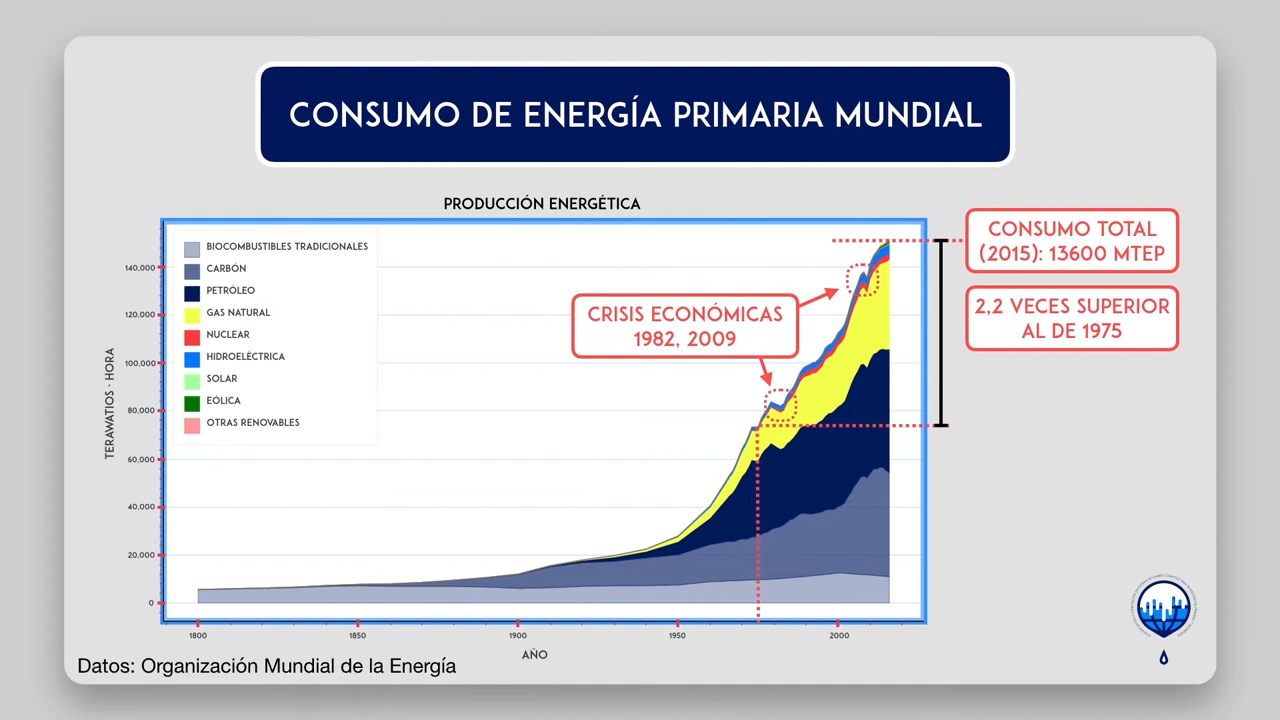 CONSUMO DE ENERGÍA PRIMARIA MUNDIAL
PRODUCCIÓN ENERGÉTICA
BIOCOMBUSTIBLES TRADICIONALES
CARBÓN
PETRÓLEO
GAS NATURAL
NUCLEAR
HIDROELÉCTRICA
SOLAR
EÓLICA
OTRAS RENOVABLES
TERAWATIOS · HORA
140,000
120,000
100,000
80,000
60,000
40,000
20,000
0
CRISIS ECONÓMICAS
1982, 2009
CONSUMO TOTAL
(2015): 13600 MTEP
2,2 VECES SUPERIOR
AL DE 1975
1800
1850
1900
1950
2000
AÑO
Datos: Organización Mundial de la Energía